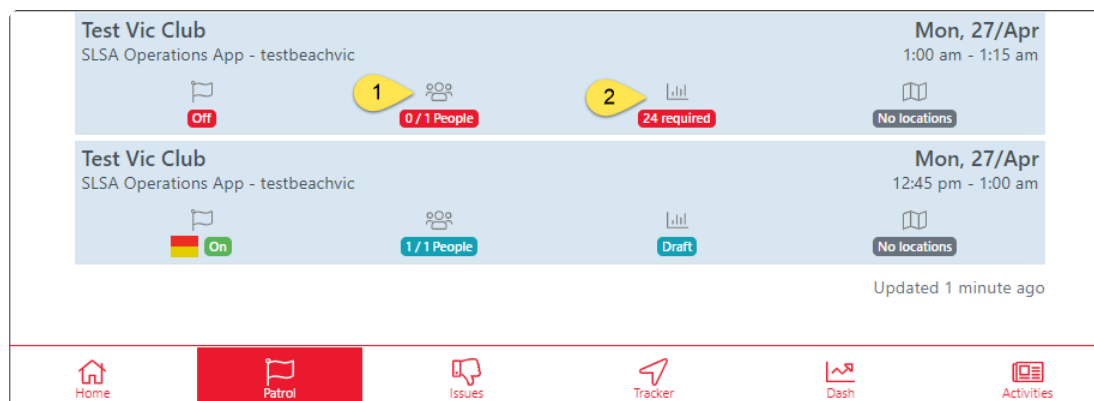 Test Vic Club
Mon, 27/Apr
SLSA Operations App - testbeachvic
1:00 am - 1:15 am
1
2
Off
0 / 1 People
24 required
No locations
Test Vic Club
Mon, 27/Apr
SLSA Operations App - testbeachvic
12:45 pm - 1:00 am
On
1 / 1 People
Draft
No locations
Updated 1 minute ago
Home
Patrol
Issues
Tracker
Dash
Activities